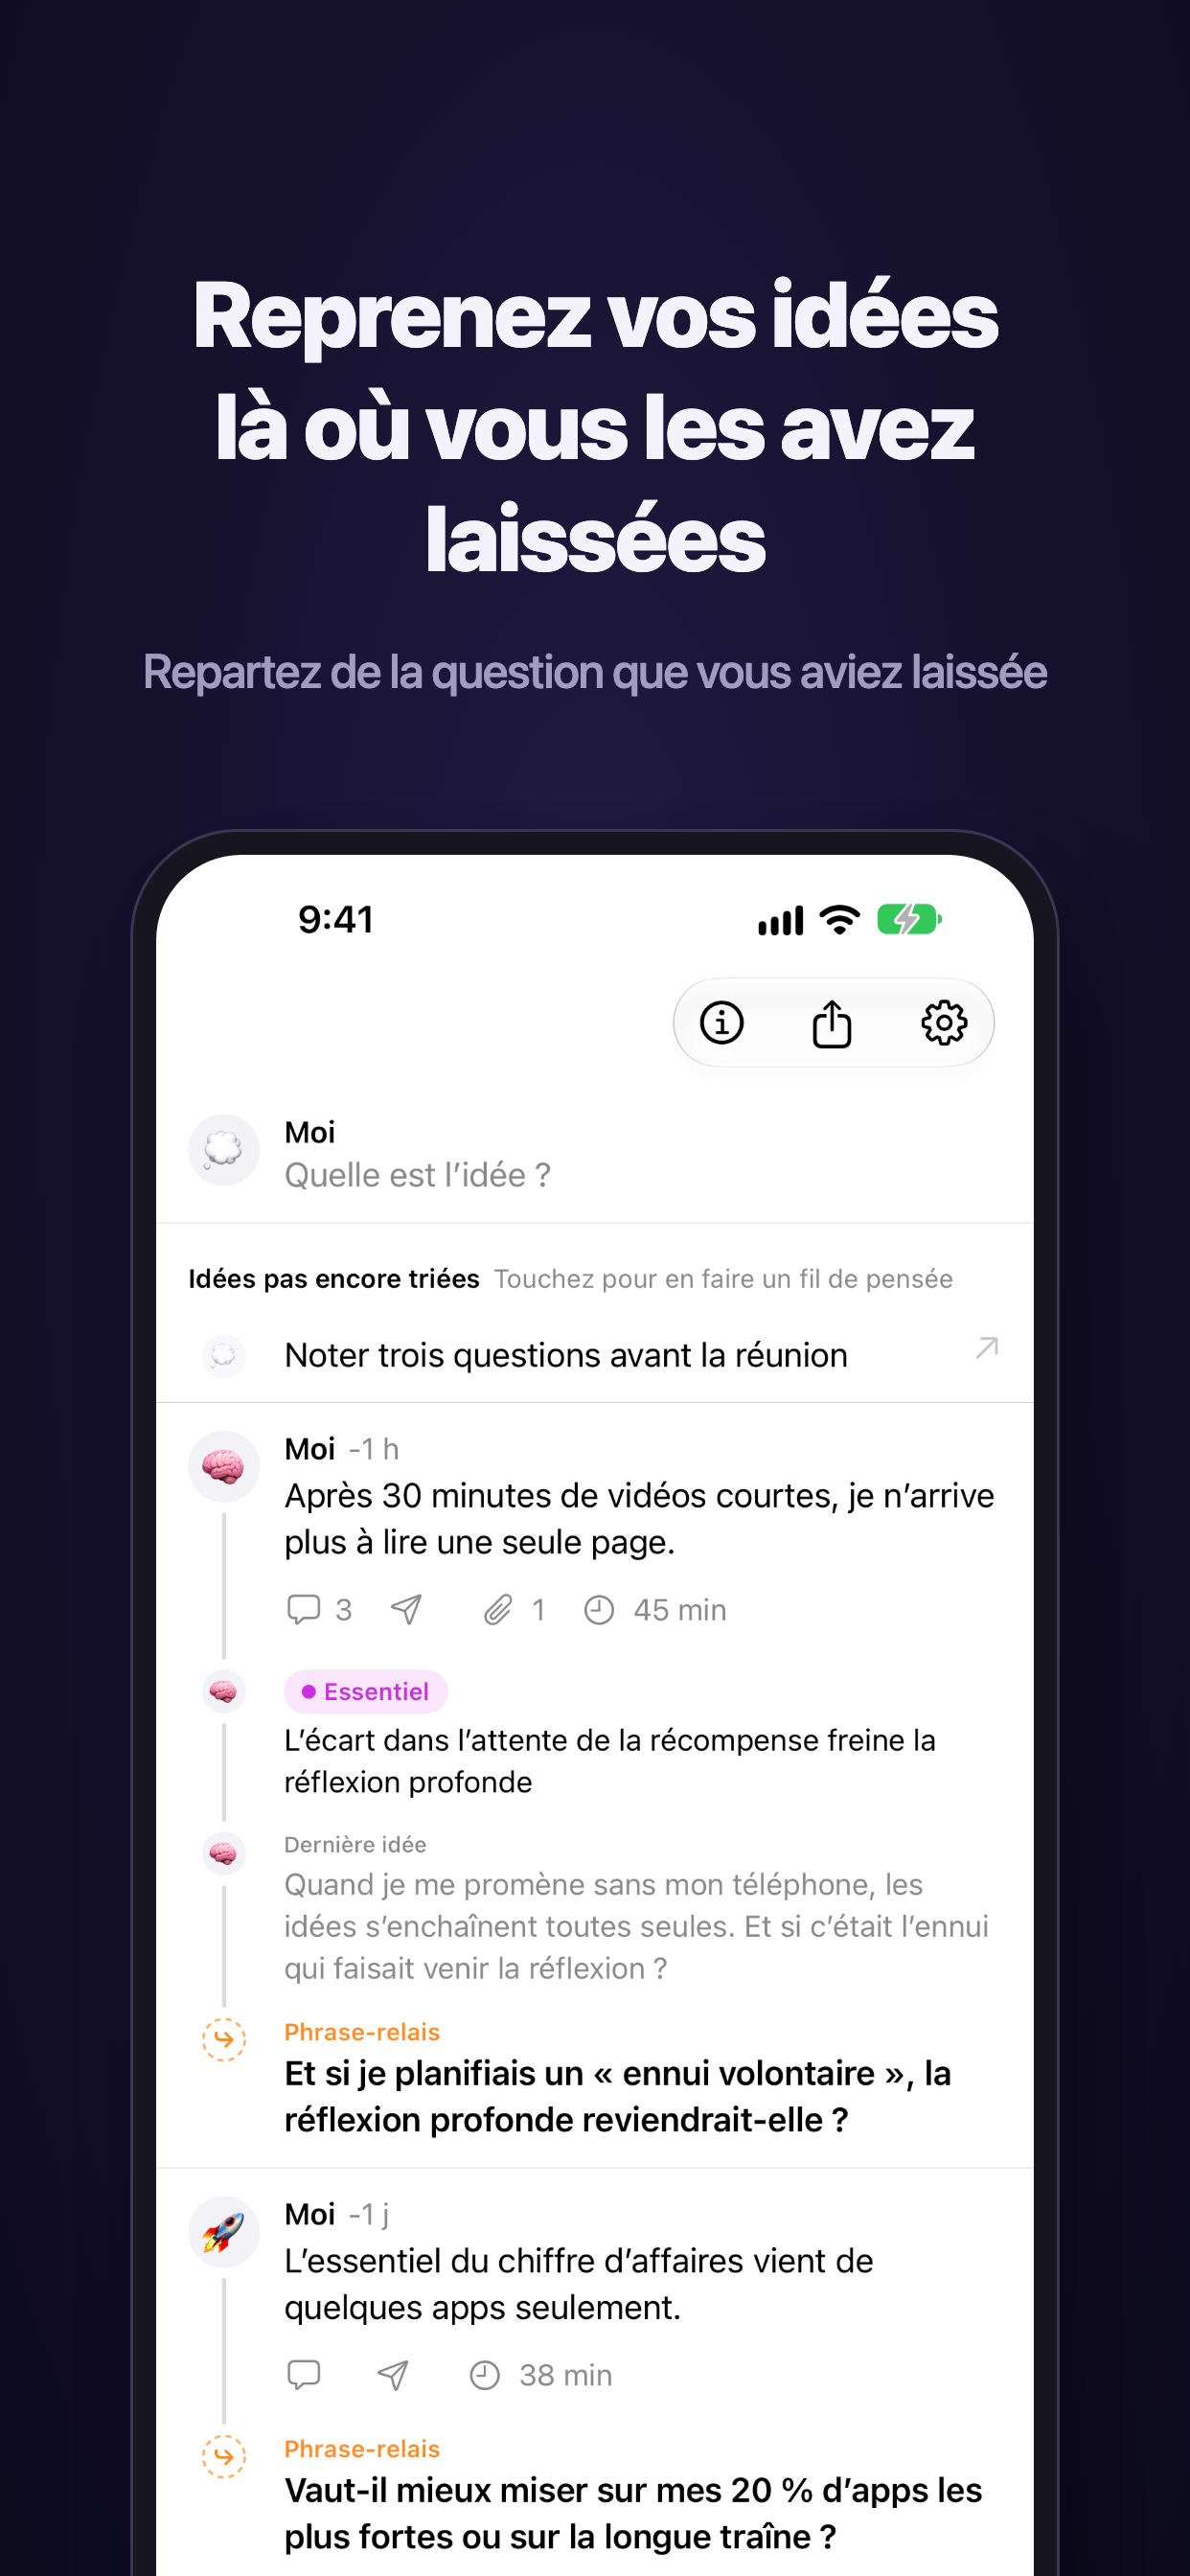 Reprenez vos idées
là où vous les avez
laissées
Repartez de la question que vous aviez laissée
9:41
Moi
Quelle est l’idée ?
Idées pas encore triées Touchez pour en faire un fil de pensée
Noter trois questions avant la réunion
Moi -1 h
Après 30 minutes de vidéos courtes, je n’arrive
plus à lire une seule page.
3 1 45 min
Essentiel
L’écart dans l’attente de la récompense freine la
réflexion profonde
Dernière idée
Quand je me promène sans mon téléphone, les
idées s’enchaînent toutes seules. Et si c’était l’ennui
qui faisait venir la réflexion ?
Phrase-relais
Et si je planifiais un « ennui volontaire », la
réflexion profonde reviendrait-elle ?
Moi -1 j
L’essentiel du chiffre d’affaires vient de
quelques apps seulement.
38 min
Phrase-relais
Vaut-il mieux miser sur mes 20 % d’apps les
plus fortes ou sur la longue traîne ?